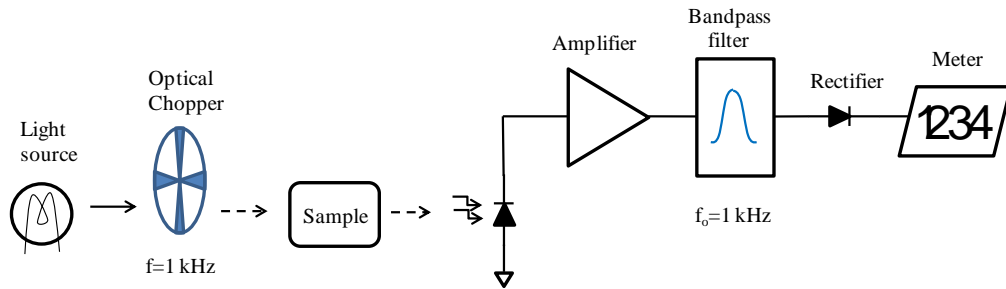 Light
source
Optical
Chopper
f=1 kHz
Sample
Amplifier
Bandpass
filter
fo=1 kHz
Rectifier
Meter
1234